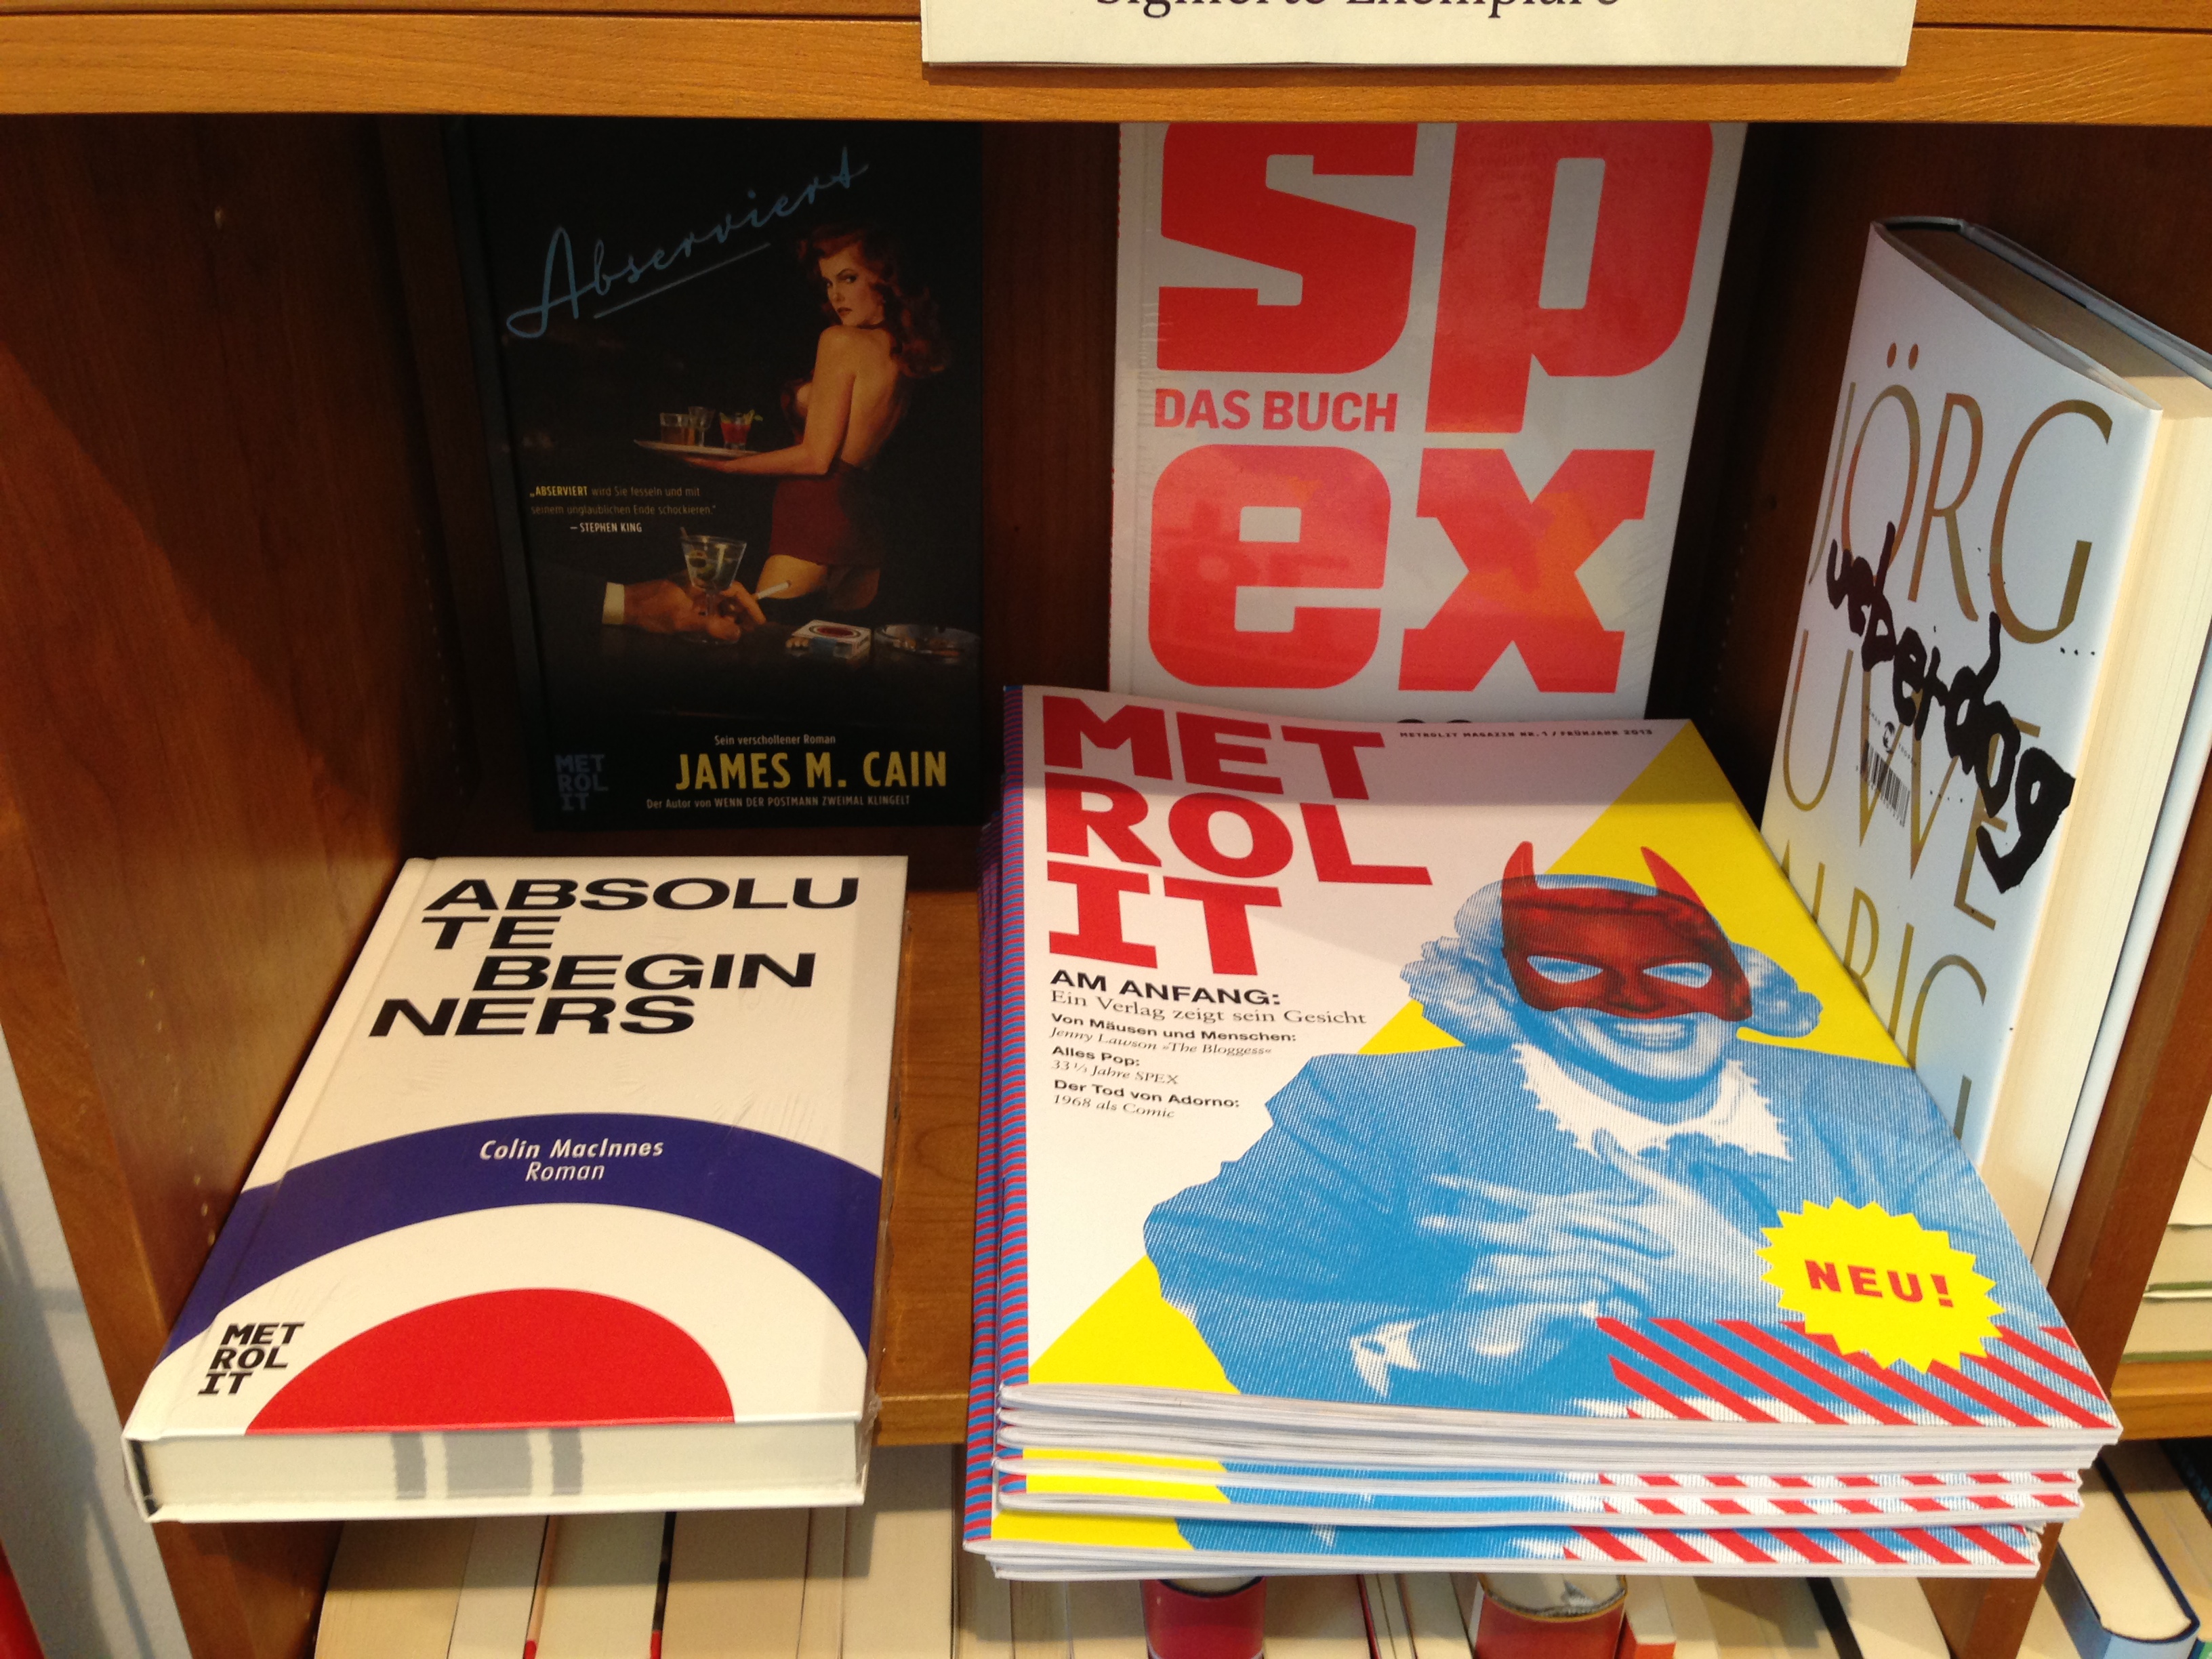 Signierte Exemplare
Abserviert
„ABSERVIERT wird Sie fesseln und mit
seinem unglaublichen Ende schockieren."
– STEPHEN KING
Sein verschollener Roman
JAMES M. CAIN
Der Autor von WENN DER POSTMANN ZWEIMAL KLINGELT
MET
ROL
IT
sp
DAS BUCH
ex
JÖRG
ueberdog
UWE
ABSOLU
TE
BEGIN
NERS
Colin MacInnes
Roman
MET
ROL
IT
METROLIT MAGAZIN NR. 1 / FRÜHJAHR 2013
MET
ROL
IT
AM ANFANG:
Ein Verlag zeigt sein Gesicht
Von Mäusen und Menschen:
Jenny Lawson »The Bloggess«
Alles Pop:
33 1/3 Jahre SPEX
Der Tod von Adorno:
1968 als Comic
NEU!